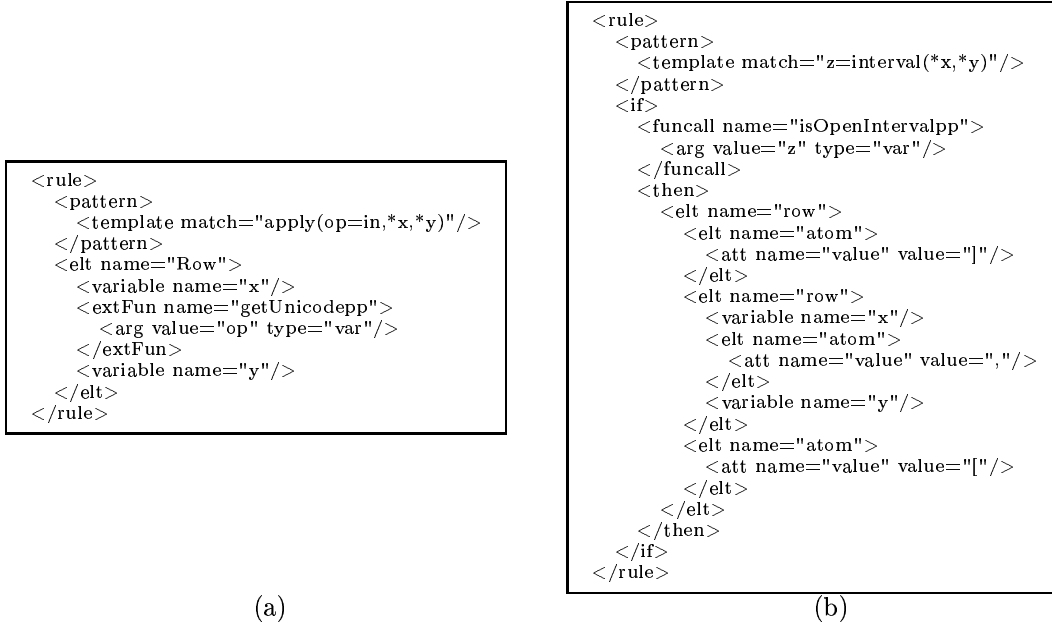 <rule>
<pattern>
<template match="apply(op=in,*x,*y)"/>
</pattern>
<elt name="Row">
<variable name="x"/>
<extFun name="getUnicodepp">
<arg value="op" type="var"/>
</extFun>
<variable name="y"/>
</elt>
</rule>
(a)
<rule>
<pattern>
<template match="z=interval(*x,*y)"/>
</pattern>
<if>
<funcall name="isOpenIntervalpp">
<arg value="z" type="var"/>
</funcall>
<then>
<elt name="row">
<elt name="atom">
<att name="value" value="]"/>
</elt>
<elt name="row">
<variable name="x"/>
<elt name="atom">
<att name="value" value=","/>
</elt>
<variable name="y"/>
</elt>
<elt name="atom">
<att name="value" value="["/>
</elt>
</elt>
</then>
</if>
</rule>
(b)